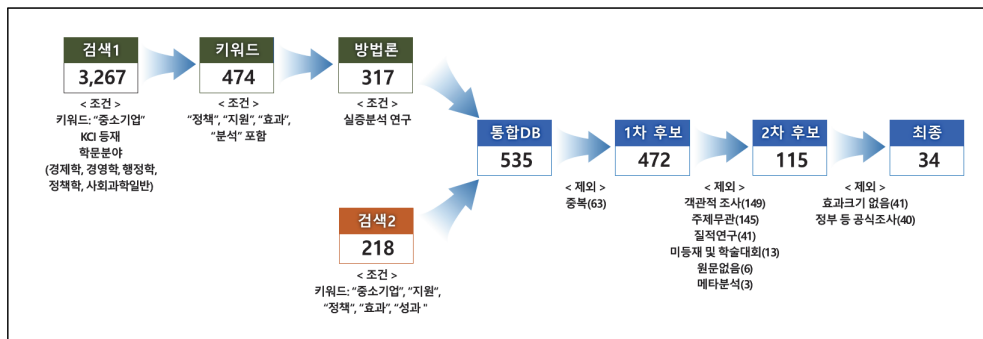 검색1
3,267
< 조건 >
키워드: "중소기업"
KCI 등재
학문분야
(경제학, 경영학, 행정학,
정책학, 사회과학일반)
키워드
474
< 조건 >
"정책", "지원", "효과",
"분석" 포함
방법론
317
< 조건 >
실증분석 연구
검색2
218
< 조건 >
키워드: "중소기업", "지원",
"정책", "효과", "성과 "
통합DB
535
< 제외 >
중복(63)
1차 후보
472
< 제외 >
객관적 조사(149)
주제무관(145)
질적연구(41)
미등재 및 학술대회(13)
원문없음(6)
메타분석(3)
2차 후보
115
< 제외 >
효과크기 없음(41)
정부 등 공식조사(40)
최종
34